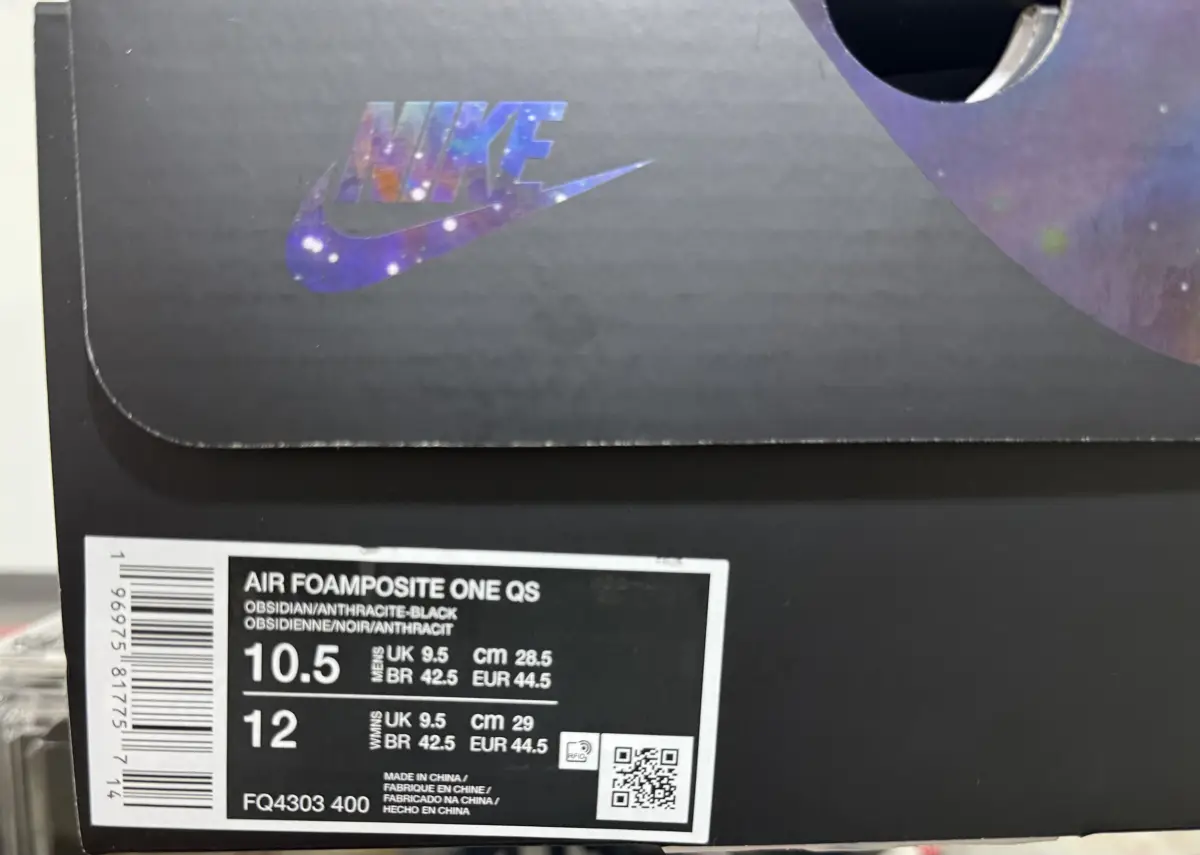 NIKE
AIR FOAMPOSITE ONE QS
OBSIDIAN/ANTHRACITE-BLACK
OBSIDIENNE/NOIR/ANTHRACIT
10.5 MENS UK 9.5 cm 28.5
BR 42.5 EUR 44.5
12 WMNS UK 9.5 cm 29
BR 42.5 EUR 44.5
RFID
MADE IN CHINA /
FABRIQUE EN CHINE /
FABRICADO NA CHINA /
HECHO EN CHINA
FQ4303 400
1 96975 81775 7 14